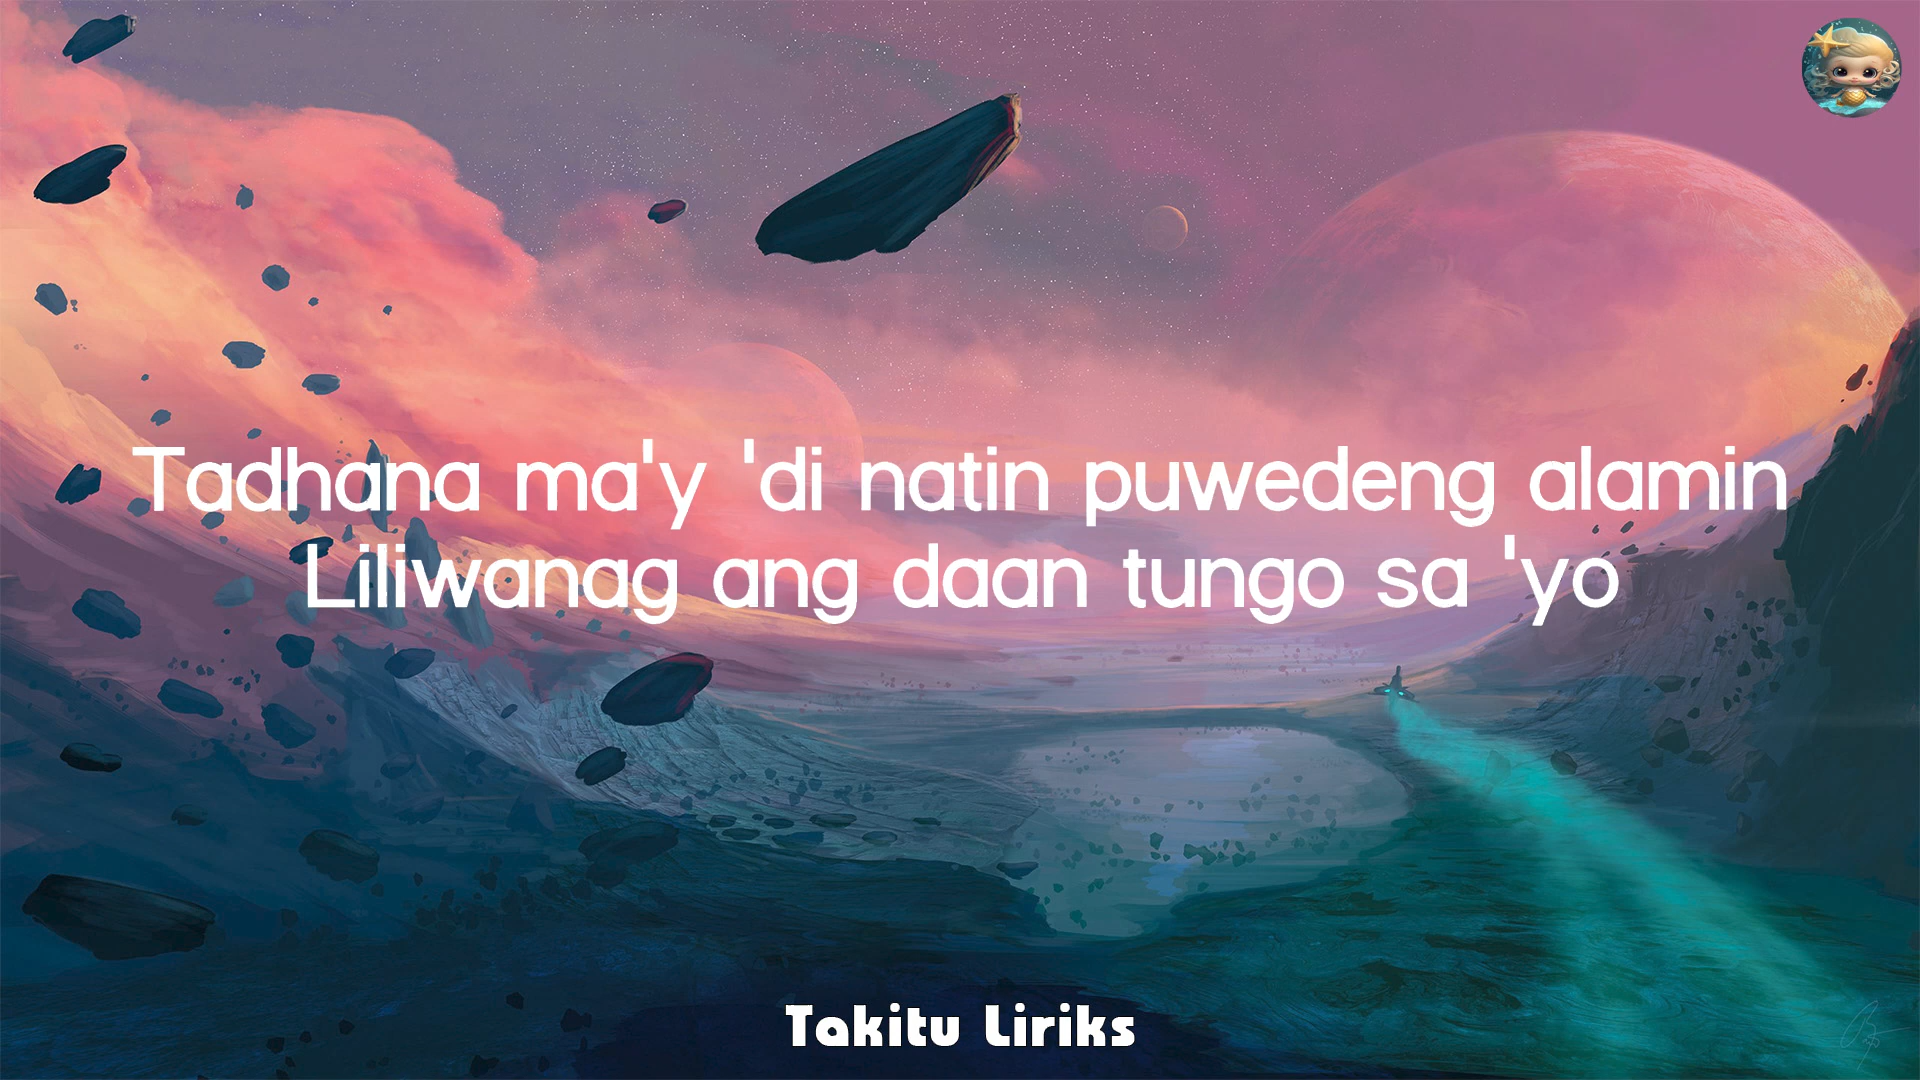 Tadhana ma'y 'di natin puwedeng alamin
Liliwanag ang daan tungo sa 'yo
Takitu Liriks